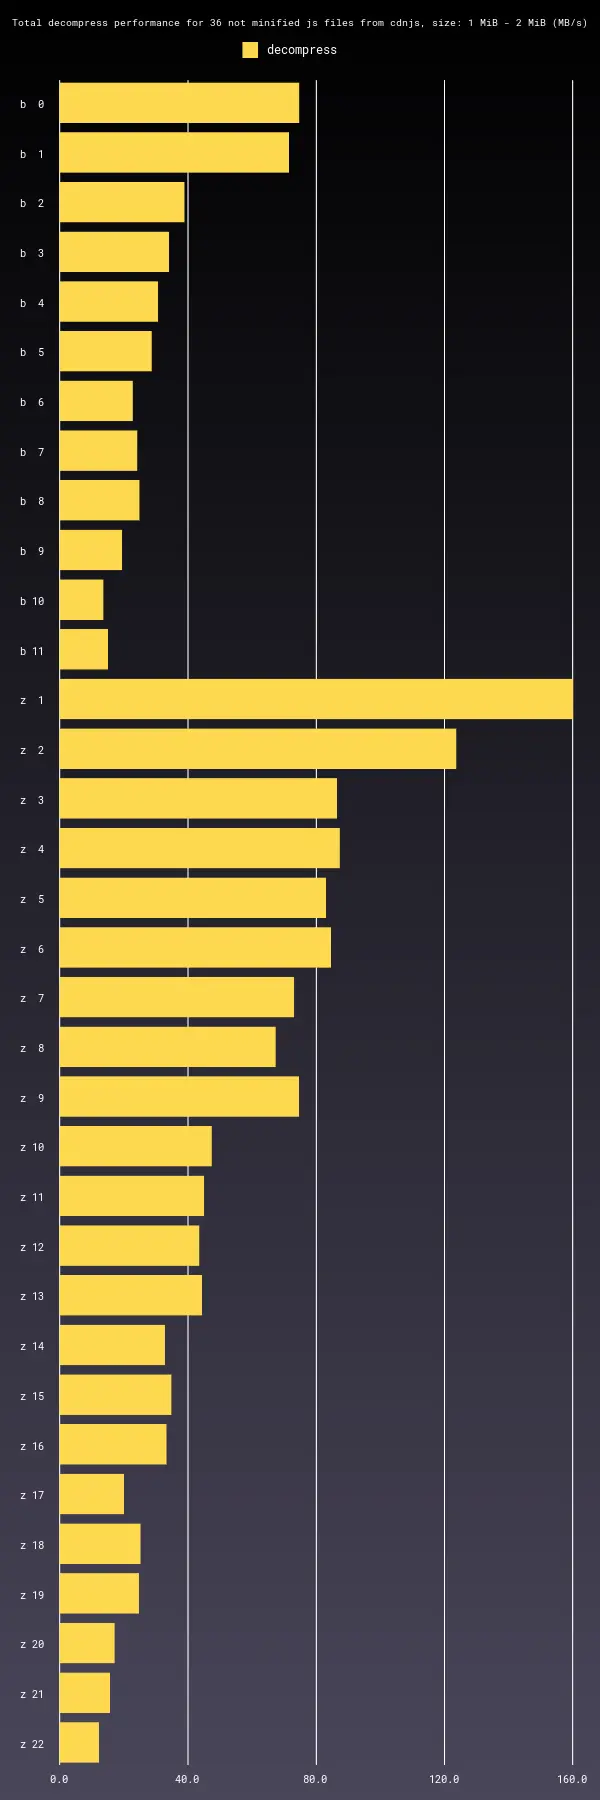 Total decompress performance for 36 not minified js files from cdnjs, size: 1 MiB - 2 MiB (MB/s)
decompress
b 0
b 1
b 2
b 3
b 4
b 5
b 6
b 7
b 8
b 9
b 10
b 11
z 1
z 2
z 3
z 4
z 5
z 6
z 7
z 8
z 9
z 10
z 11
z 12
z 13
z 14
z 15
z 16
z 17
z 18
z 19
z 20
z 21
z 22
0.0 40.0 80.0 120.0 160.0